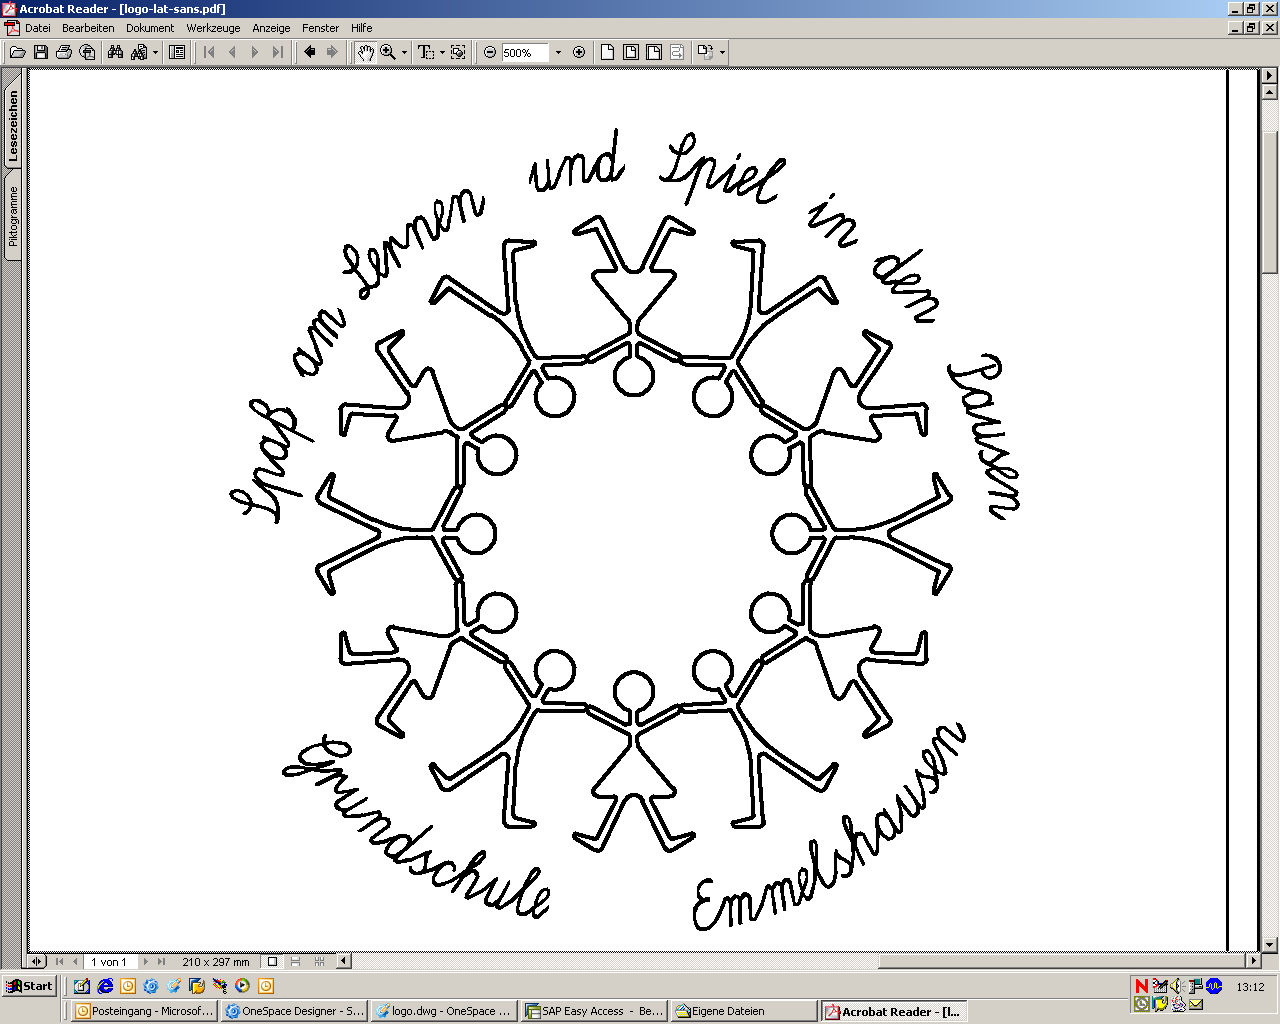 Acrobat Reader - [logo-lat-sans.pdf]
Datei Bearbeiten Dokument Werkzeuge Anzeige Fenster Hilfe
500%
Lesezeichen
Piktogramme
Spaß am Lernen und Spiel in den Pausen
Grundschule Emmelshausen
1 von 1 210 x 297 mm
Start
N 13:12
Posteingang - Microsof... OneSpace Designer - S... logo.dwg - OneSpace ... SAP Easy Access - Be... Eigene Dateien Acrobat Reader - [l...